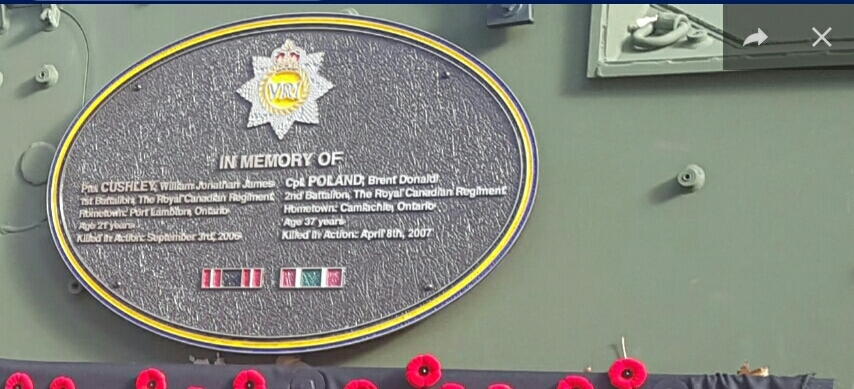 VRI
IN MEMORY OF
Pte CUSHLEY, William Jonathan James
1st Battalion, The Royal Canadian Regiment
Hometown: Port Lambton, Ontario
Age 21 years
Killed in Action: September 3rd, 2006
Cpl. POLAND, Brent Donald
2nd Battalion, The Royal Canadian Regiment
Hometown: Camlachie, Ontario
Age 37 years
Killed in Action: April 8th, 2007